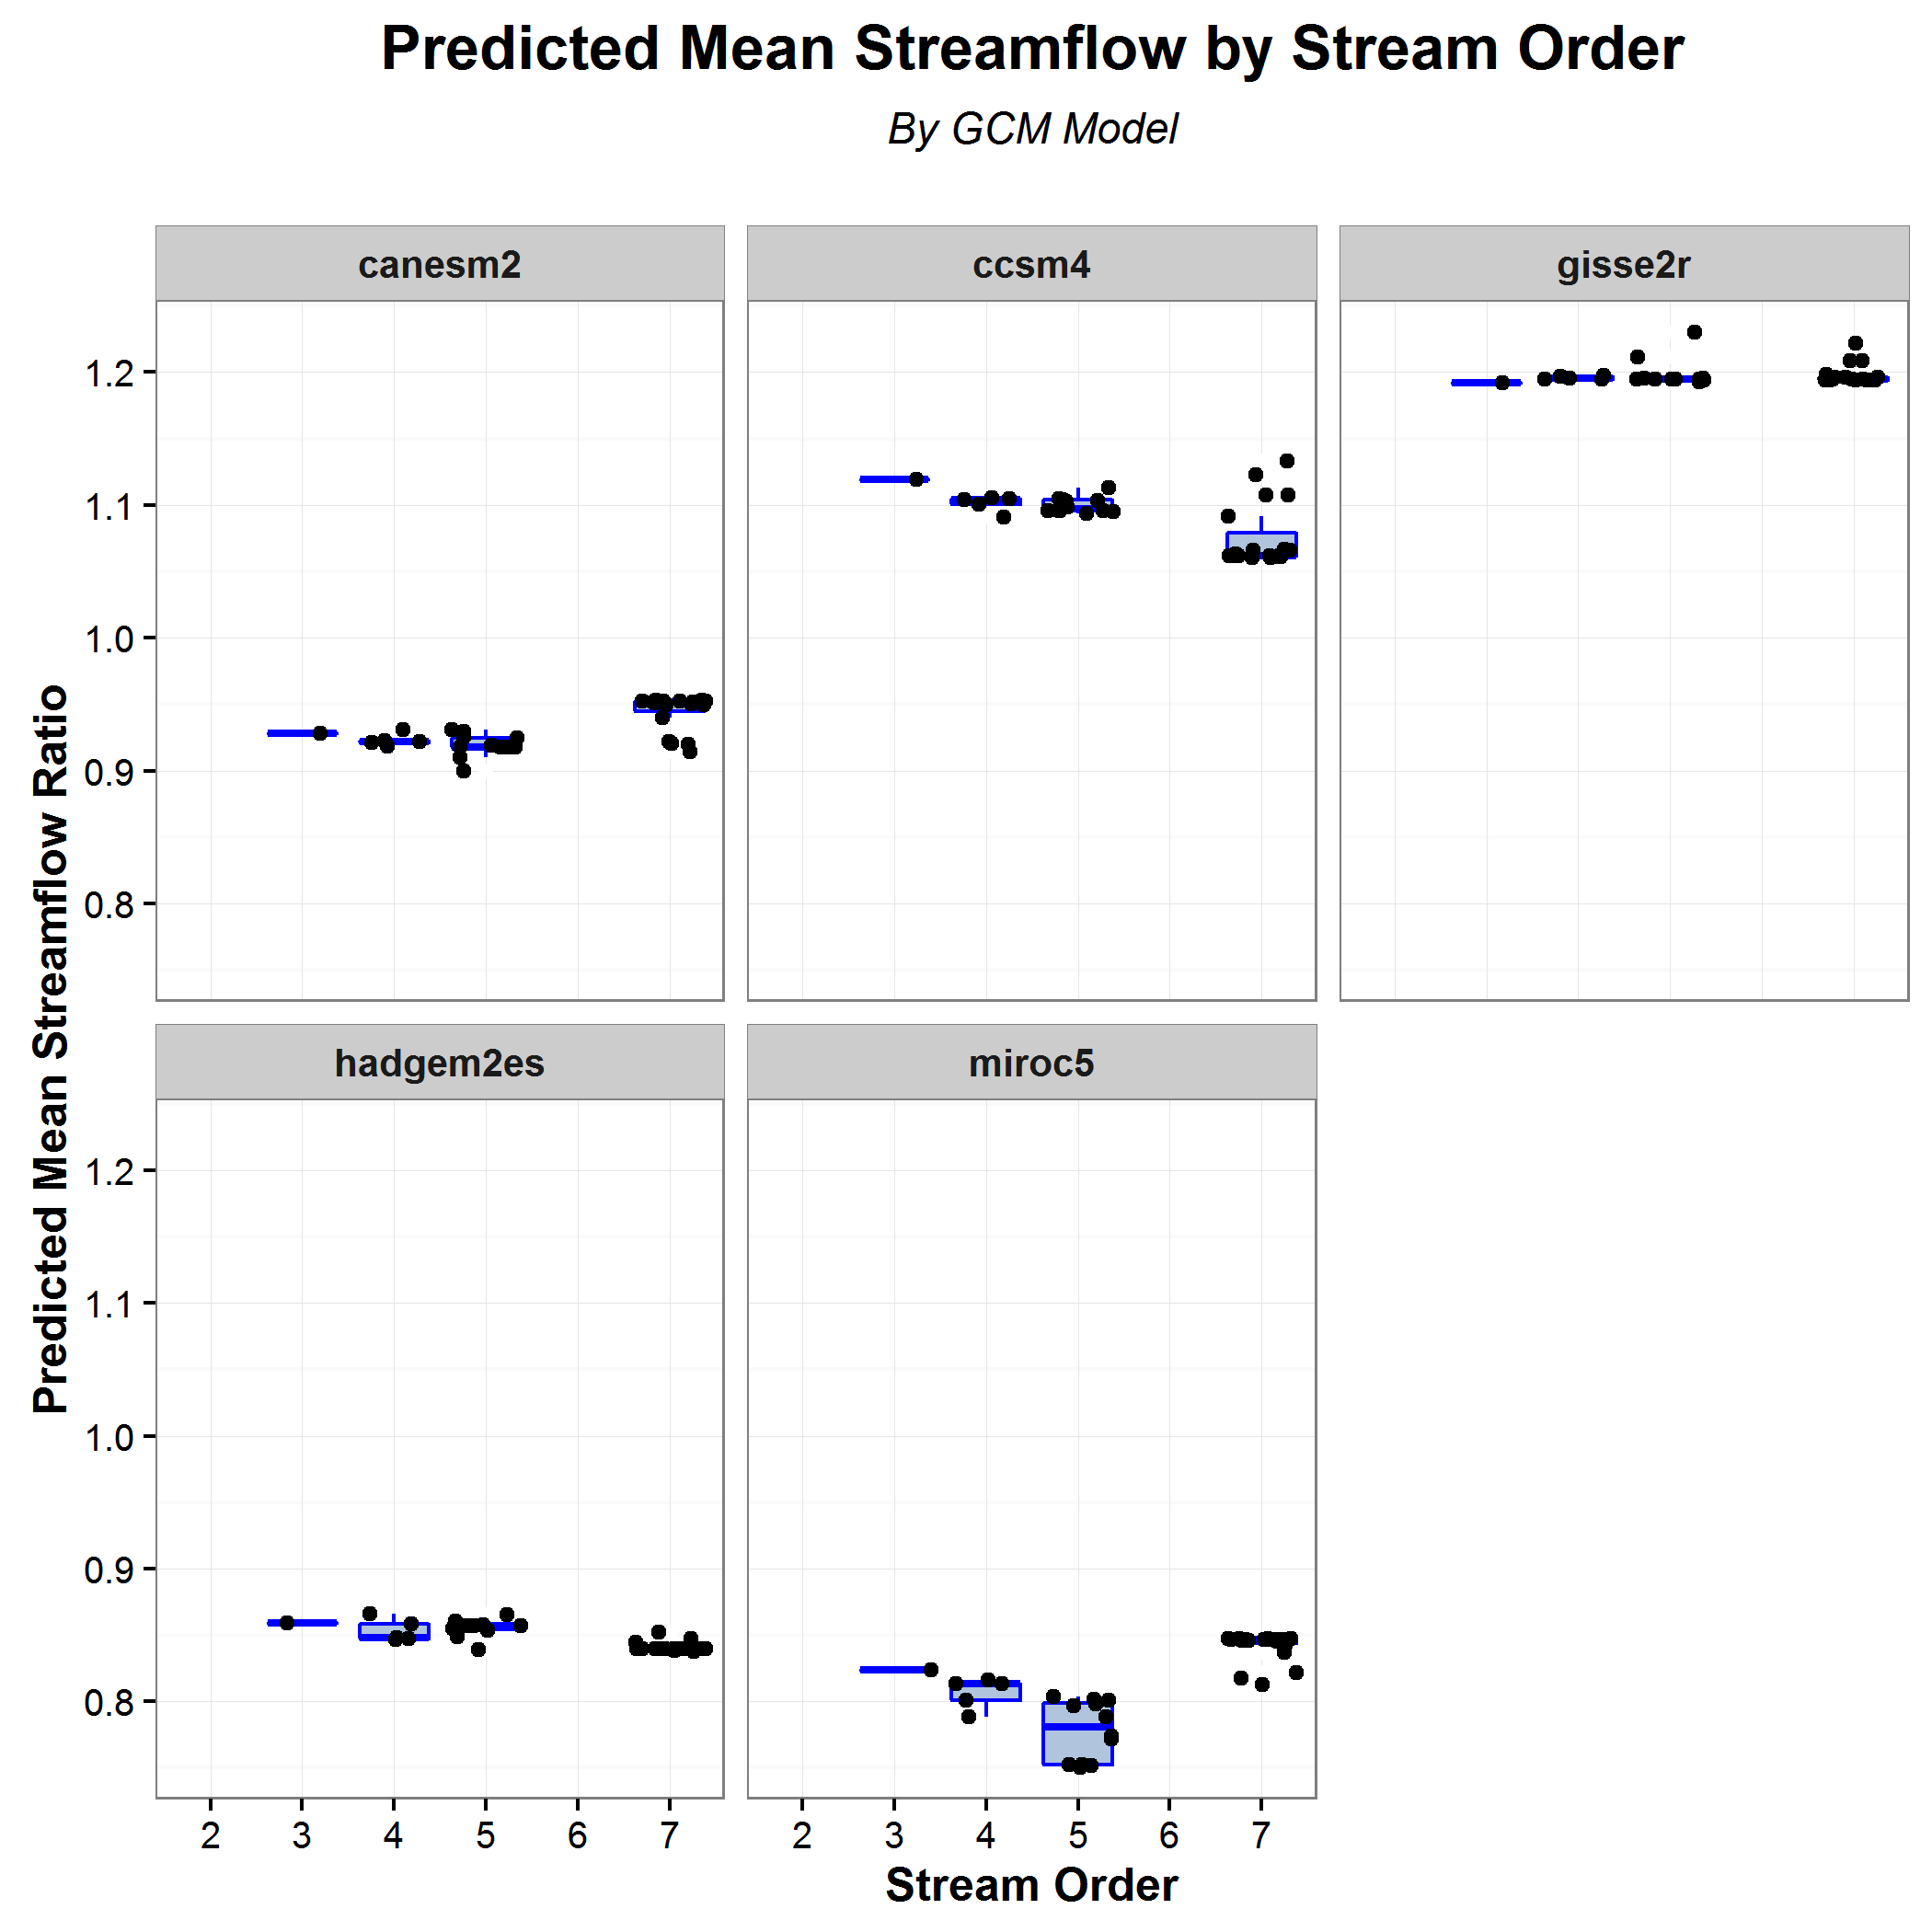 Predicted Mean Streamflow by Stream Order
By GCM Model
canesm2
ccsm4
gisse2r
1.2
1.1
1.0
0.9
0.8
Predicted Mean Streamflow Ratio
hadgem2es
miroc5
1.2
1.1
1.0
0.9
0.8
2 3 4 5 6 7
2 3 4 5 6 7
Stream Order